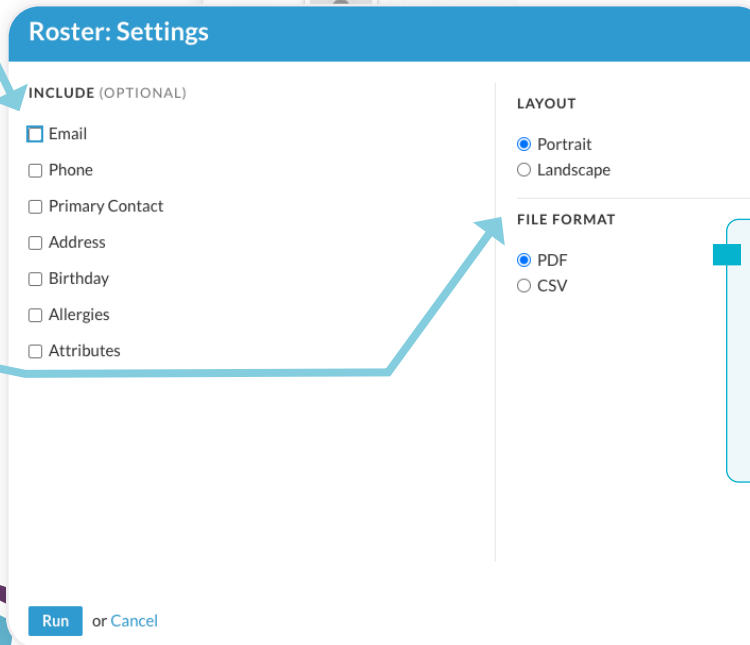 Roster: Settings
INCLUDE (OPTIONAL)
Email
Phone
Primary Contact
Address
Birthday
Allergies
Attributes
LAYOUT
Portrait
Landscape
FILE FORMAT
PDF
CSV
Run or Cancel